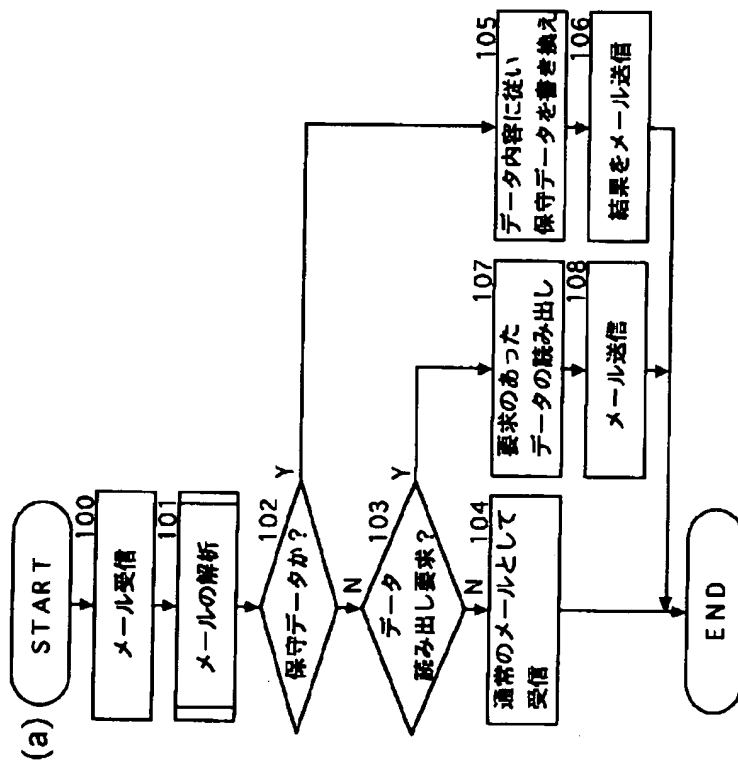 (a)
START
100
メール受信
101
メールの解析
102
保守データか?
Y
N
103
データ
読み出し要求?
Y
N
104
通常のメールとして
受信
107
要求のあった
データの読み出し
108
メール送信
105
データ内容に従い
保守データを書き換え
106
結果をメール送信
END